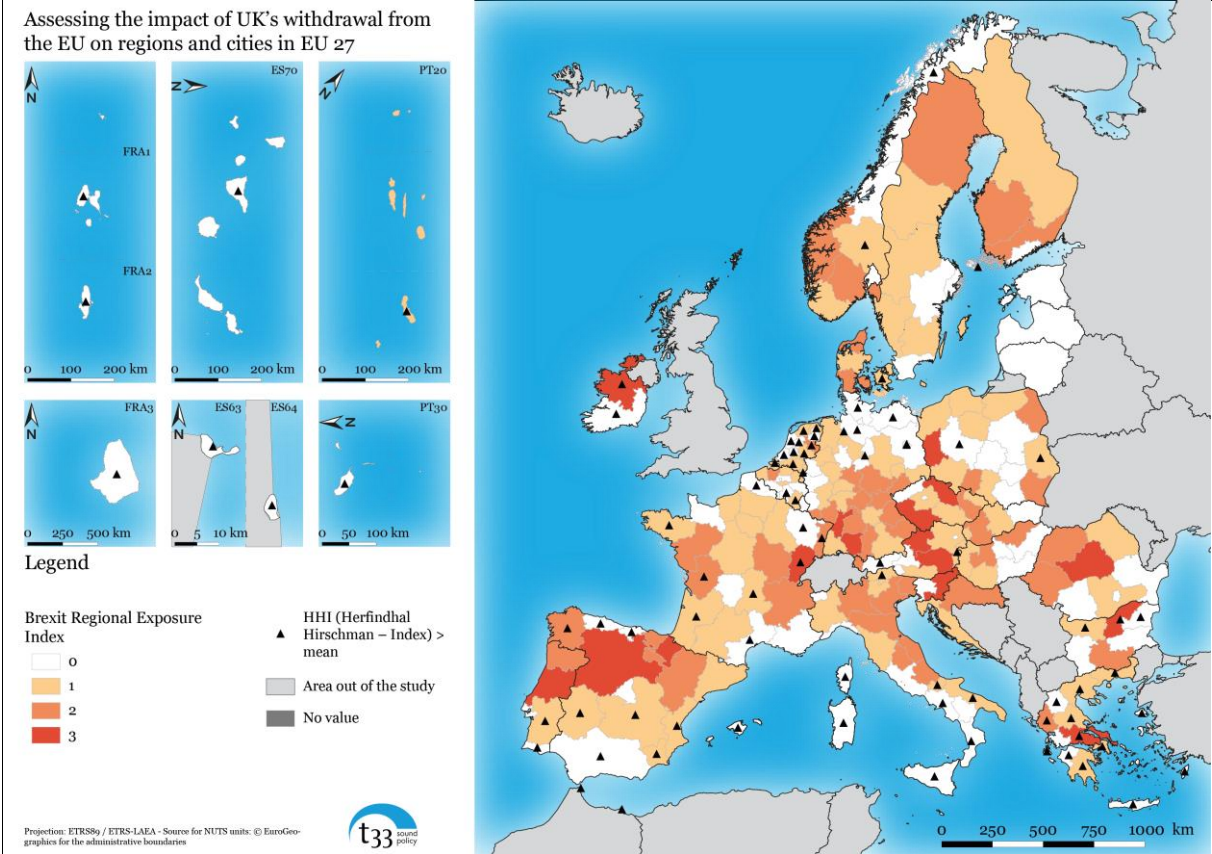 Assessing the impact of UK's withdrawal from
the EU on regions and cities in EU 27
N
FRA1
FRA2
0 100 200 km
N
ES70
0 100 200 km
N
PT20
0 100 200 km
N
FRA3
0 250 500 km
N
ES63
ES64
0 5 10 km
N
PT30
0 50 100 km
Legend
Brexit Regional Exposure
Index
0
1
2
3
HHI (Herfindhal
Hirschman – Index) >
mean
Area out of the study
No value
Projection: ETRS89 / ETRS-LAEA - Source for NUTS units: © EuroGeo-
graphics for the administrative boundaries
t33 sound
policy
0 250 500 750 1000 km